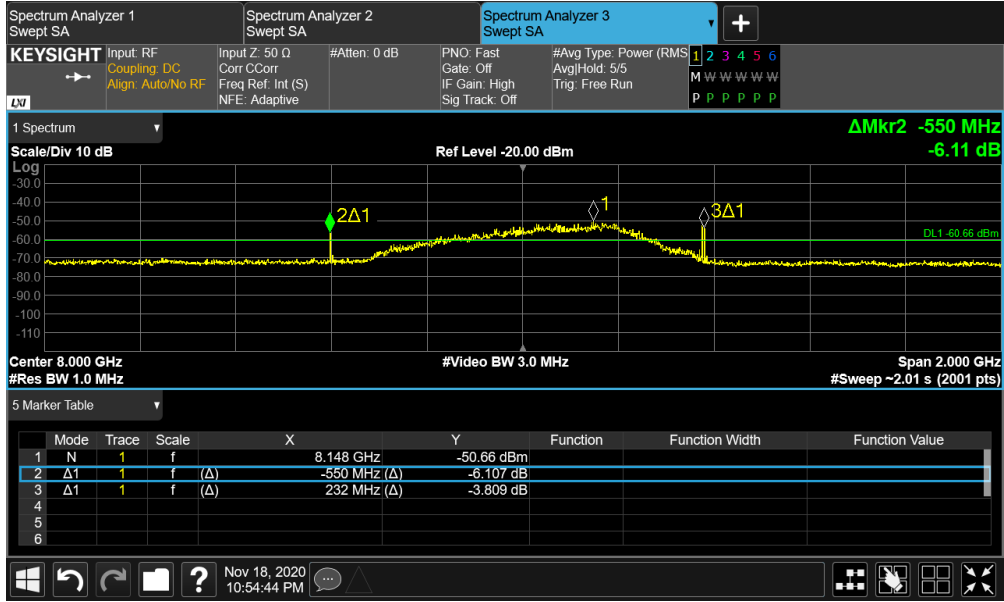 Spectrum Analyzer 1
Swept SA
Spectrum Analyzer 2
Swept SA
Spectrum Analyzer 3
Swept SA
KEYSIGHT
LXI
Input: RF
Coupling: DC
Align: Auto/No RF
Input Z: 50 Ω
Corr CCorr
Freq Ref: Int (S)
NFE: Adaptive
#Atten: 0 dB
PNO: Fast
Gate: Off
IF Gain: High
Sig Track: Off
#Avg Type: Power (RMS
Avg|Hold: 5/5
Trig: Free Run
1 2 3 4 5 6
M W W W W W
P P P P P P
1 Spectrum
ΔMkr2 -550 MHz
-6.11 dB
Scale/Div 10 dB
Ref Level -20.00 dBm
Log
-30.0
-40.0
-50.0
-60.0
-70.0
-80.0
-90.0
-100
-110
2Δ1
1
3Δ1
DL1 -60.66 dBm
Center 8.000 GHz
#Video BW 3.0 MHz
Span 2.000 GHz
#Res BW 1.0 MHz
#Sweep ~2.01 s (2001 pts)
5 Marker Table
Mode Trace Scale X Y Function Function Width Function Value
1 N 1 f 8.148 GHz -50.66 dBm
2 Δ1 1 f (Δ) -550 MHz (Δ) -6.107 dB
3 Δ1 1 f (Δ) 232 MHz (Δ) -3.809 dB
4
5
6
?
Nov 18, 2020
10:54:44 PM